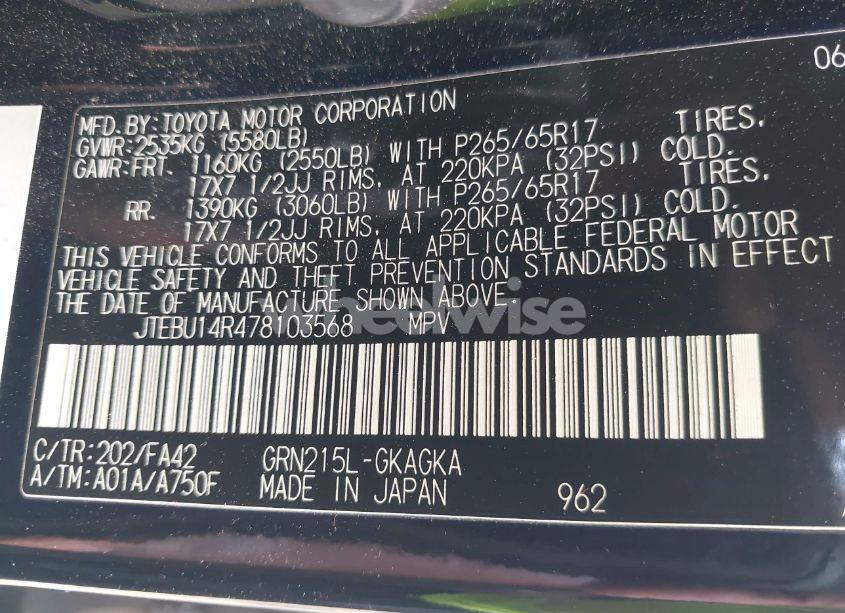 06
MFD. BY: TOYOTA MOTOR CORPORATION
GVWR: 2535KG (5580LB)
GAWR-FRT. 1160KG (2550LB) WITH P265/65R17 TIRES,
17X7 1/2JJ RIMS, AT 220KPA (32PSI) COLD.
RR. 1390KG (3060LB) WITH P265/65R17 TIRES,
17X7 1/2JJ RIMS, AT 220KPA (32PSI) COLD.
THIS VEHICLE CONFORMS TO ALL APPLICABLE FEDERAL MOTOR
VEHICLE SAFETY AND THEFT PREVENTION STANDARDS IN EFFECT
THE DATE OF MANUFACTURE SHOWN ABOVE.
JTEBU14R478103568 MPV
C/TR: 202/FA42 GRN215L-GKAGKA
A/TM: A01A/A750F MADE IN JAPAN 962